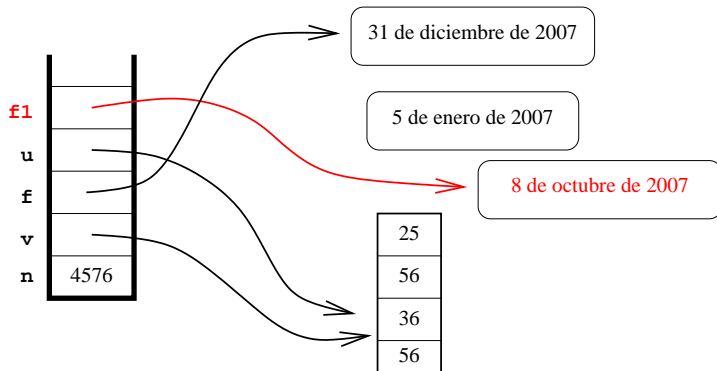 31 de diciembre de 2007
f1
5 de enero de 2007
u
8 de octubre de 2007
f
v
25
n
4576
56
36
56